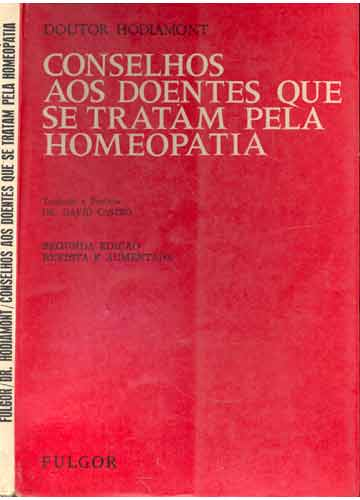 DOUTOR HODIAMONT
CONSELHOS
AOS DOENTES QUE
SE TRATAM PELA
HOMEOPATIA
Tradução e Prefácio
DR. DAVID CASTRO
SEGUNDA EDIÇÃO
REVISTA E AUMENTADA
FULGOR
FULGOR/DR. HODIAMONT/CONSELHOS AOS DOENTES QUE SE TRATAM PELA HOMEOPATIA